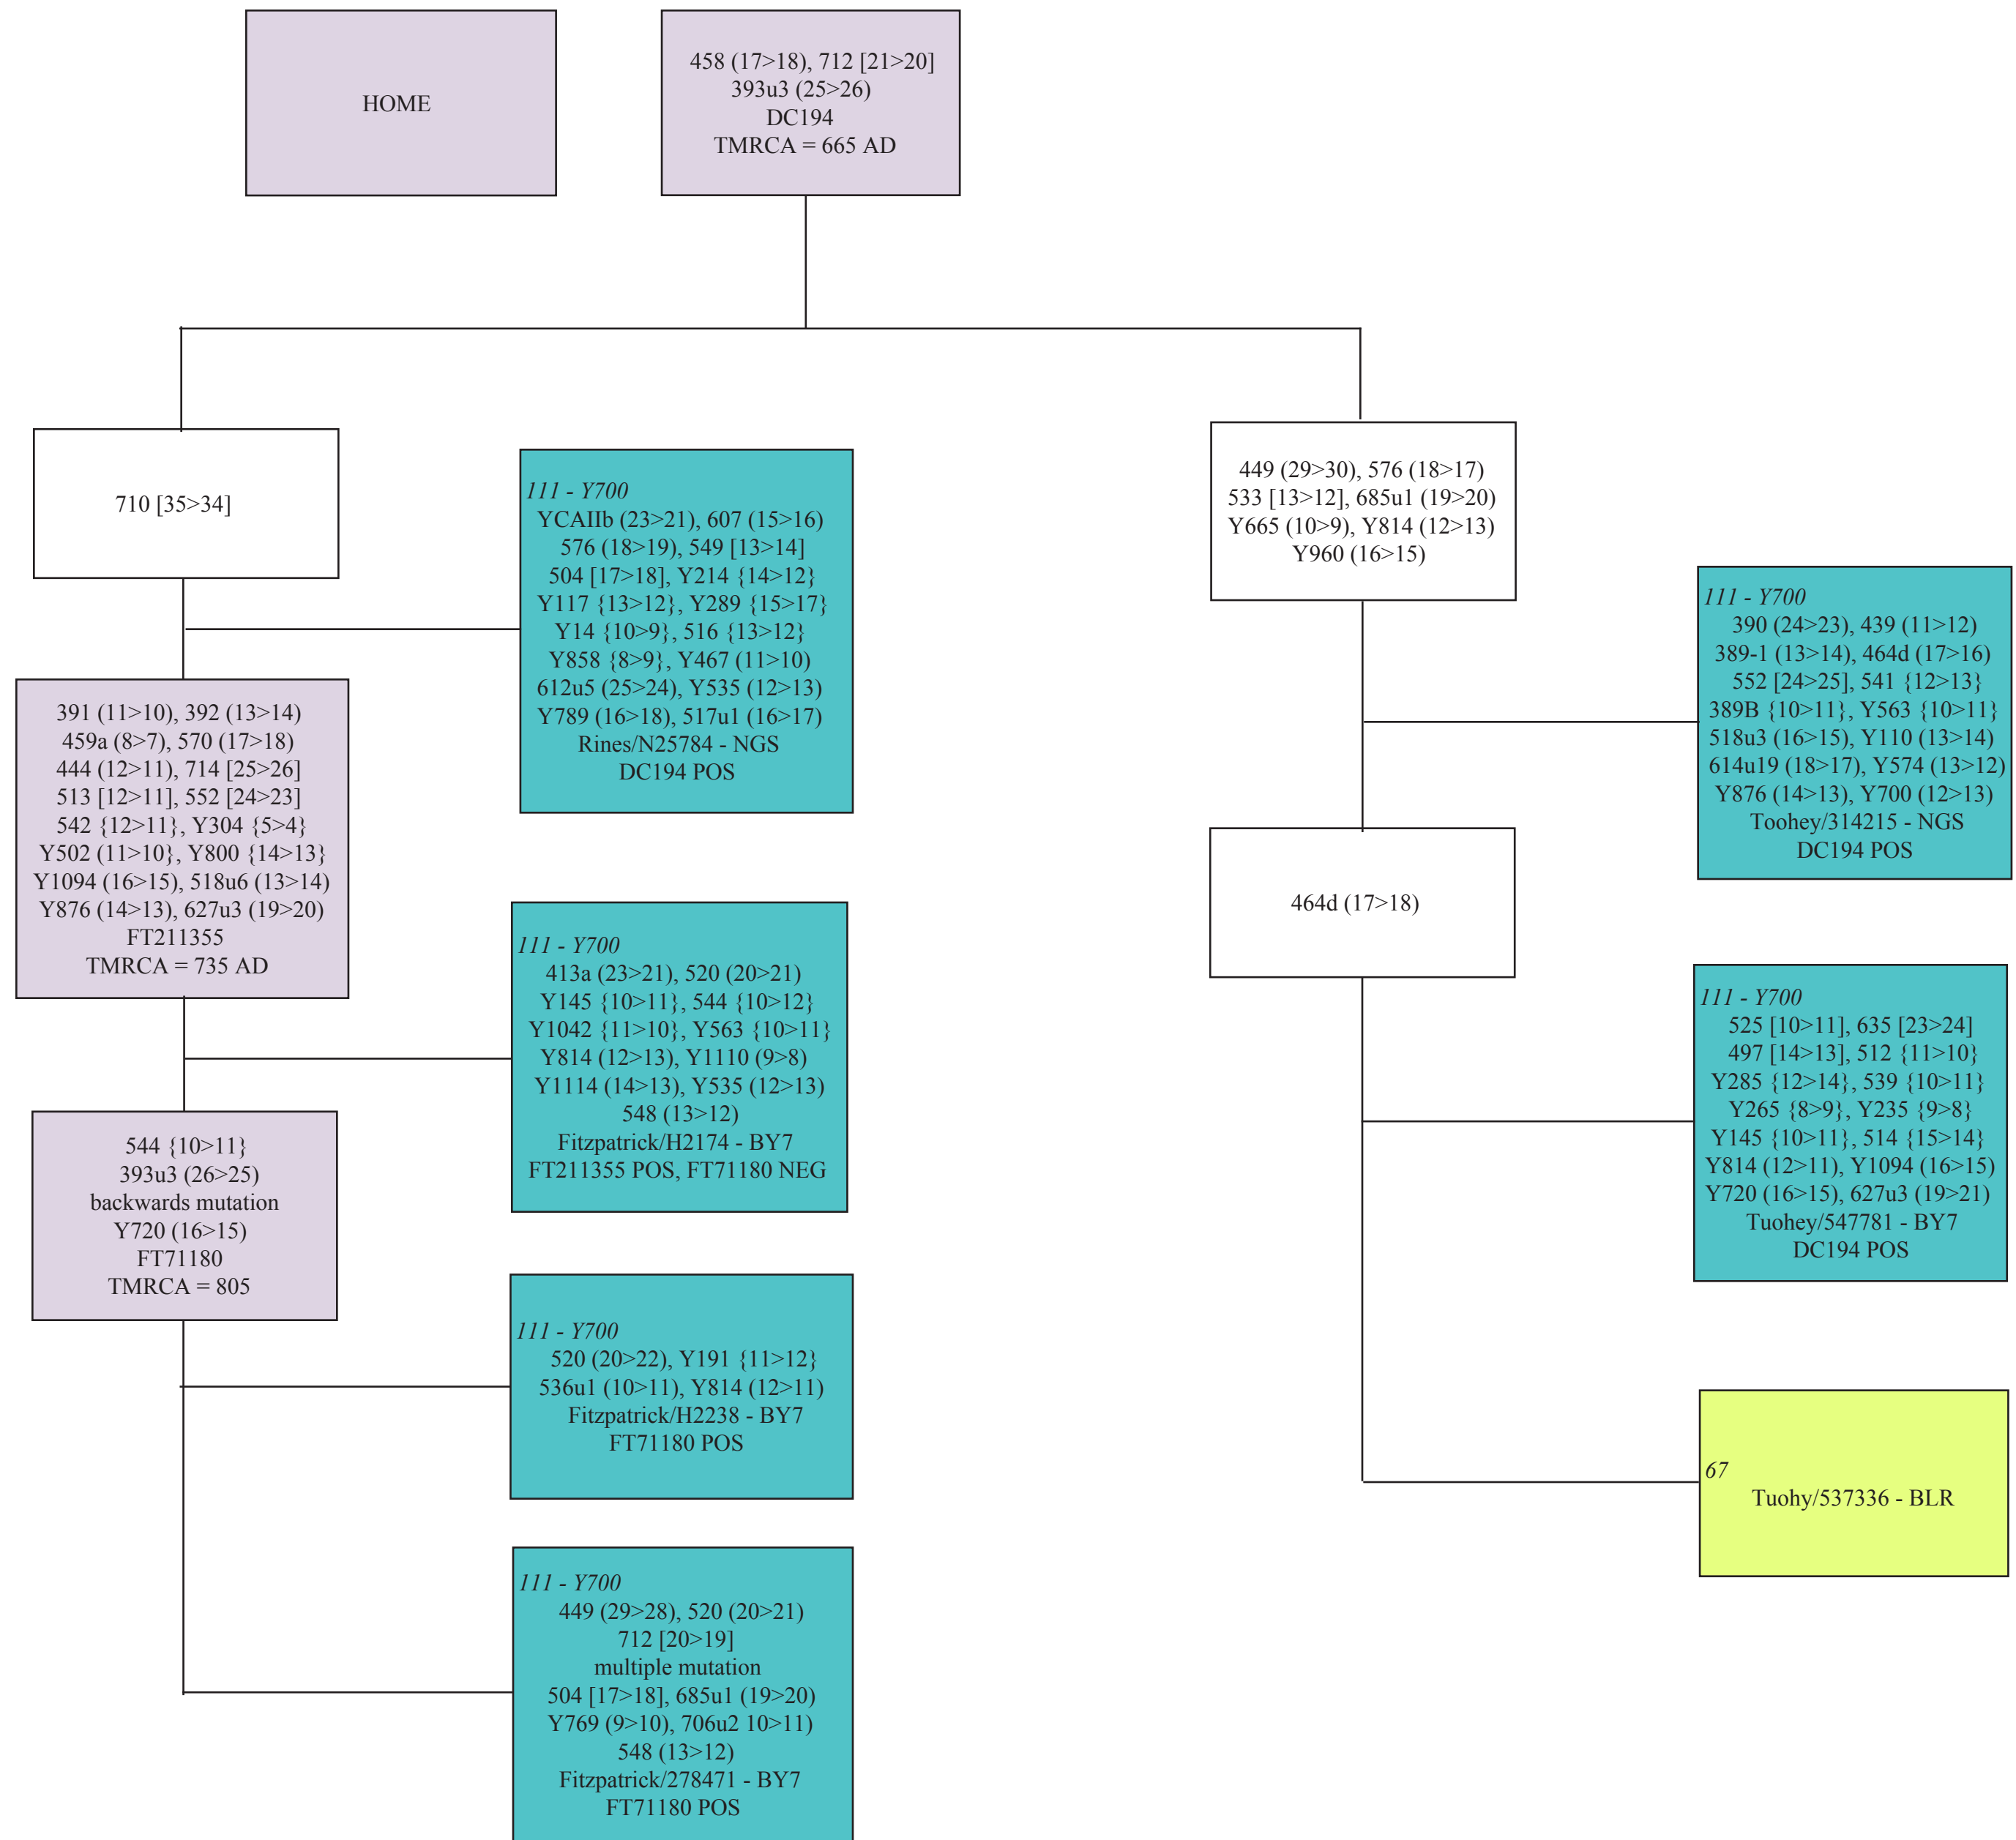 HOME
458 (17>18), 712 [21>20]
393u3 (25>26)
DC194
TMRCA = 665 AD
710 [35>34]
111 - Y700
YCAIIb (23>21), 607 (15>16)
576 (18>19), 549 [13>14]
504 [17>18], Y214 {14>12}
Y117 {13>12}, Y289 {15>17}
Y14 {10>9}, 516 {13>12}
Y858 {8>9}, Y467 (11>10)
612u5 (25>24), Y535 (12>13)
Y789 (16>18), 517u1 (16>17)
Rines/N25784 - NGS
DC194 POS
391 (11>10), 392 (13>14)
459a (8>7), 570 (17>18)
444 (12>11), 714 [25>26]
513 [12>11], 552 [24>23]
542 {12>11}, Y304 {5>4}
Y502 (11>10}, Y800 {14>13}
Y1094 (16>15), 518u6 (13>14)
Y876 (14>13), 627u3 (19>20)
FT211355
TMRCA = 735 AD
111 - Y700
413a (23>21), 520 (20>21)
Y145 {10>11}, 544 {10>12}
Y1042 {11>10}, Y563 {10>11}
Y814 (12>13), Y1110 (9>8)
Y1114 (14>13), Y535 (12>13)
548 (13>12)
Fitzpatrick/H2174 - BY7
FT211355 POS, FT71180 NEG
544 {10>11}
393u3 (26>25)
backwards mutation
Y720 (16>15)
FT71180
TMRCA = 805
111 - Y700
520 (20>22), Y191 {11>12}
536u1 (10>11), Y814 (12>11)
Fitzpatrick/H2238 - BY7
FT71180 POS
111 - Y700
449 (29>28), 520 (20>21)
712 [20>19]
multiple mutation
504 [17>18], 685u1 (19>20)
Y769 (9>10), 706u2 10>11)
548 (13>12)
Fitzpatrick/278471 - BY7
FT71180 POS
449 (29>30), 576 (18>17)
533 [13>12], 685u1 (19>20)
Y665 (10>9), Y814 (12>13)
Y960 (16>15)
111 - Y700
390 (24>23), 439 (11>12)
389-1 (13>14), 464d (17>16)
552 [24>25], 541 {12>13}
389B {10>11}, Y563 {10>11}
518u3 (16>15), Y110 (13>14)
614u19 (18>17), Y574 (13>12)
Y876 (14>13), Y700 (12>13)
Toohey/314215 - NGS
DC194 POS
464d (17>18)
111 - Y700
525 [10>11], 635 [23>24]
497 [14>13], 512 {11>10}
Y285 {12>14}, 539 {10>11}
Y265 {8>9}, Y235 {9>8}
Y145 {10>11}, 514 {15>14}
Y814 (12>11), Y1094 (16>15)
Y720 (16>15), 627u3 (19>21)
Tuohey/547781 - BY7
DC194 POS
67
Tuohy/537336 - BLR